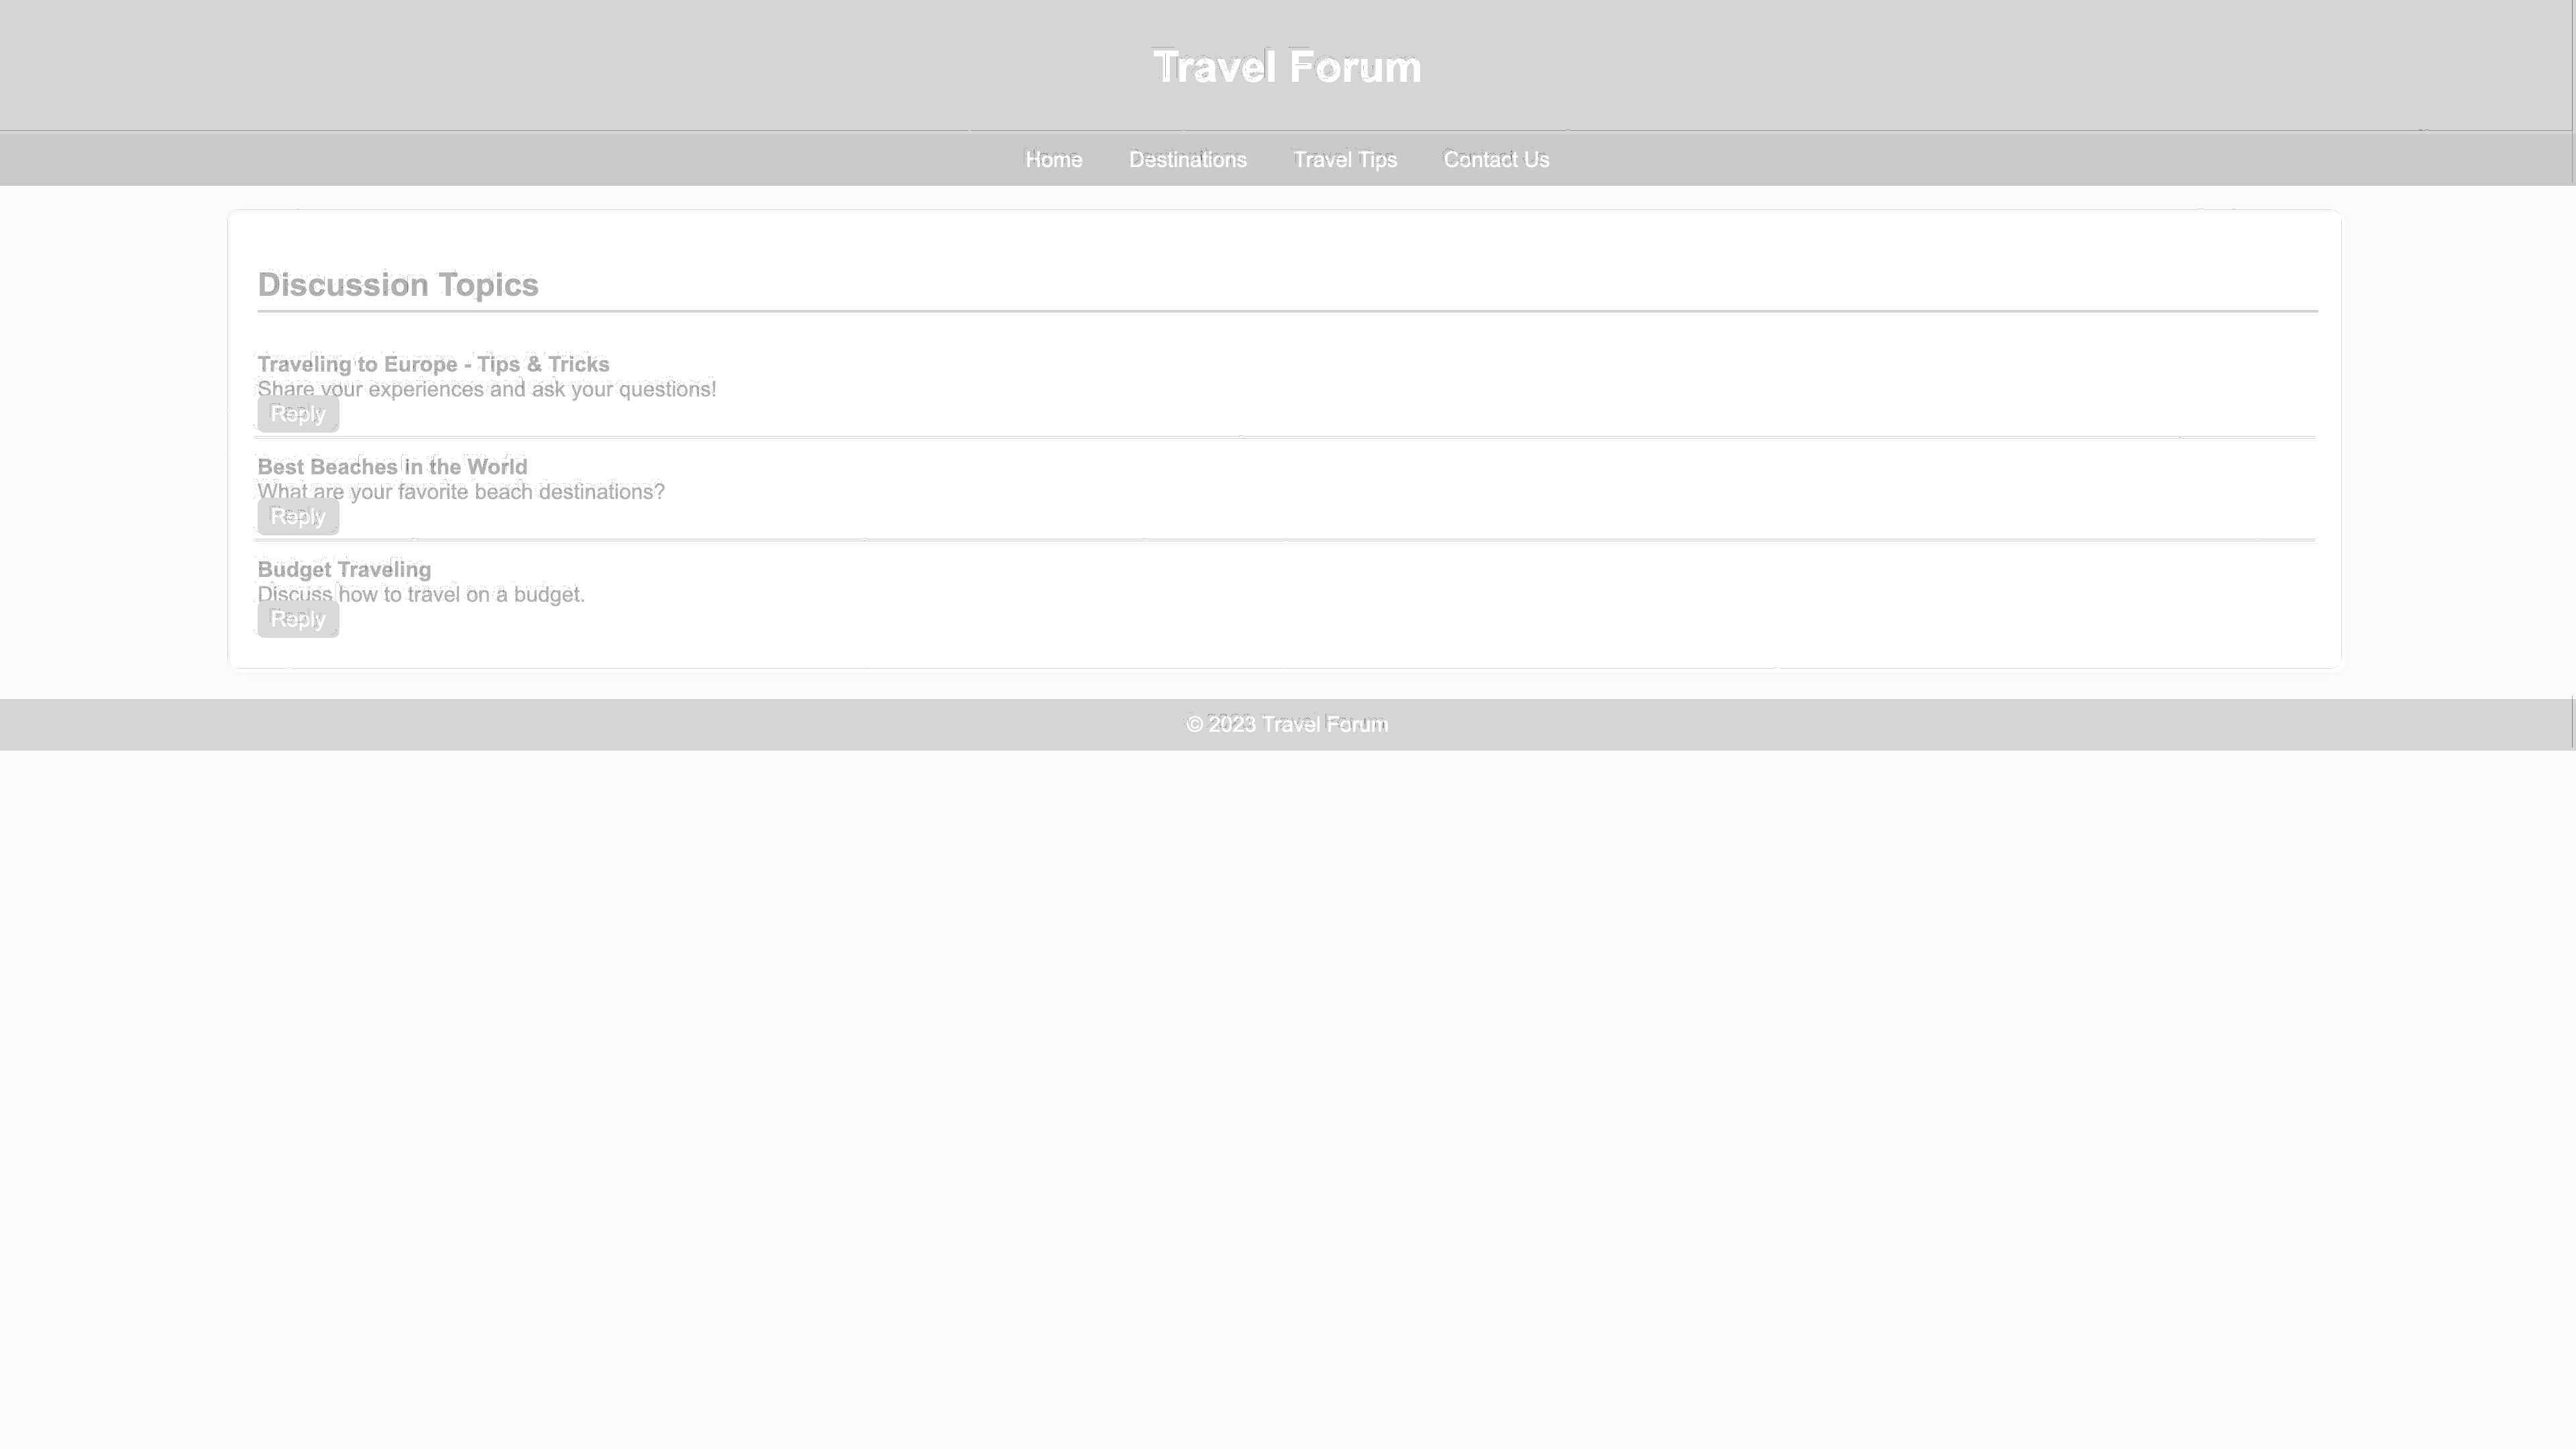 Travel Forum
Home Destinations Travel Tips Contact Us
Discussion Topics
Traveling to Europe - Tips & Tricks
Share your experiences and ask your questions!
Reply
Best Beaches in the World
What are your favorite beach destinations?
Reply
Budget Traveling
Discuss how to travel on a budget.
Reply
© 2023 Travel Forum